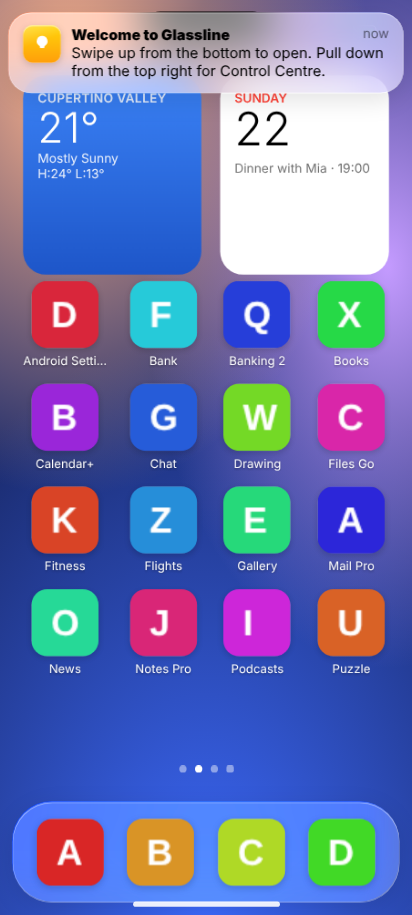 Welcome to Glassline
now
Swipe up from the bottom to open. Pull down
from the top right for Control Centre.
CUPERTINO VALLEY
21°
Mostly Sunny
H:24° L:13°
SUNDAY
22
Dinner with Mia · 19:00
D
F
Q
X
Android Setti...
Bank
Banking 2
Books
B
G
W
C
Calendar+
Chat
Drawing
Files Go
K
Z
E
A
Fitness
Flights
Gallery
Mail Pro
O
J
I
U
News
Notes Pro
Podcasts
Puzzle
A
B
C
D